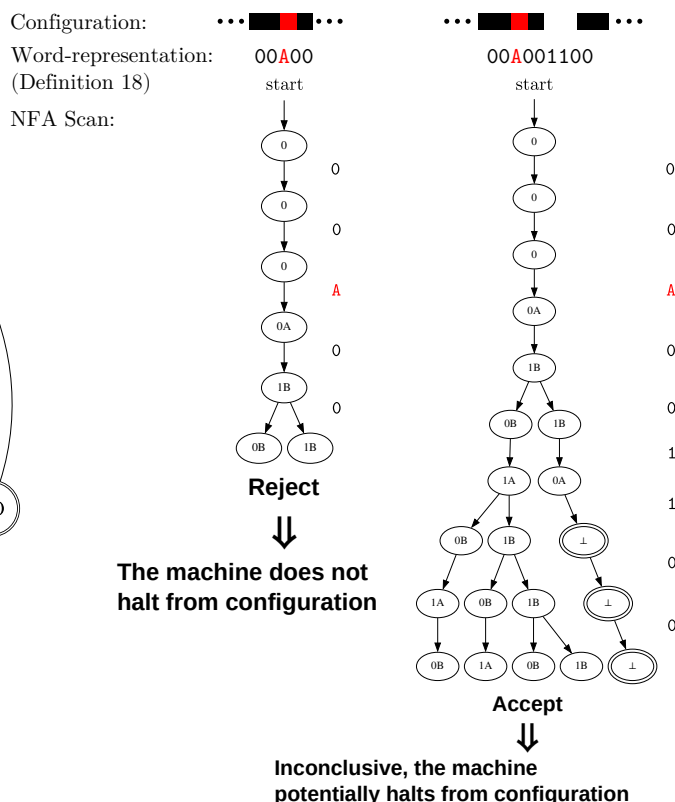 Configuration:
Word-representation: 00A00 00A001100
(Definition 18) start start
NFA Scan:
0 0
0 0
0 0
0 0
0 0
A A
0A 0A
0 0
1B 1B
0 0
0B 1B 0B 1B
1
Reject 1A 0A
1
0B 1B ⊥
0
The machine does not
halt from configuration
1A 0B 1B ⊥
0
0B 1A 0B 1B ⊥
Accept
Inconclusive, the machine
potentially halts from configuration